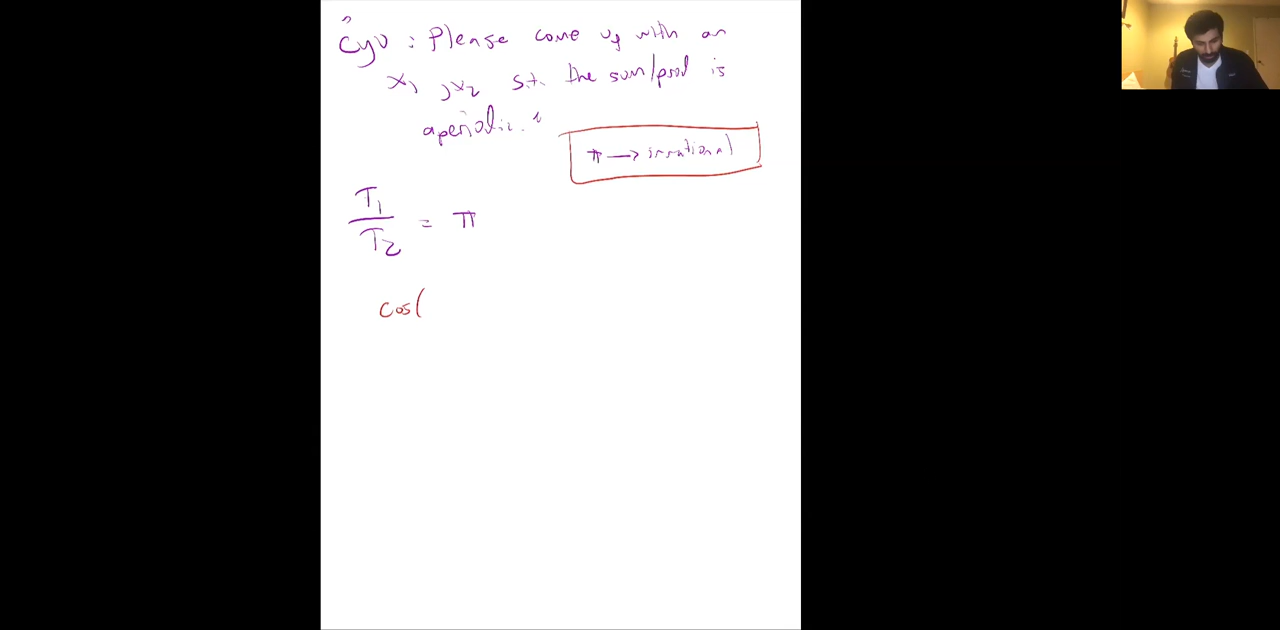 Cyu : Please come up with an
x₁ , x₂ s.t. the sum/prod is
aperiodic.
π → irrational
T₁
/
T₂ = π
cos(